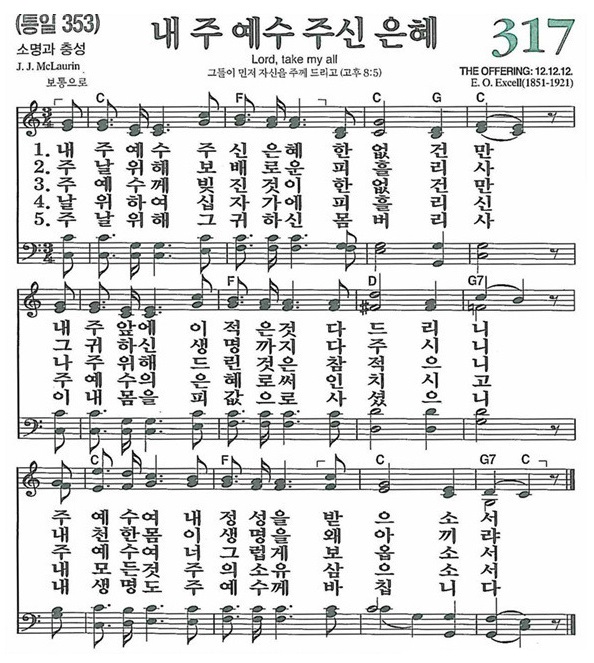 (통일 353)
내 주 예수 주신 은혜
317
소명과 충성
Lord, take my all
J. J. McLaurin
그들이 먼저 자신을 주께 드리고 (고후 8:5)
THE OFFERING: 12.12.12.
보통으로
E. O. Excell(1851-1921)
C F C G C
1. 내 주 예 수 주 신 은 혜 한 없 건 만
2. 주 날 위 해 보 배 로 운 피 흘 리 사
3. 주 예 수 께 빚 진 것 이 한 없 건 만
4. 날 위 하 여 십 자 가 에 피 흘 리 신
5. 주 날 위 해 그 귀 하 신 몸 버 리 사
C F D G7
내 주 앞 에 이 적 은 것 다 드 리 니
그 귀 하 신 생 명 까 지 다 주 시 니
나 주 위 해 드 린 것 은 참 적 으 니
주 예 수 의 은 혜 로 써 인 치 시 고
이 내 몸 을 피 값 으 로 사 셨 으 니
F C F C G7 C
주 예 수 여 내 정 성 을 받 으 소 서
내 천 한 몸 이 생 명 을 왜 아 끼 랴
주 예 수 여 너 그 럽 게 보 옵 소 서
내 모 든 것 주 의 소 유 삼 으 소 서
내 생 명 도 주 예 수 께 바 칩 니 다